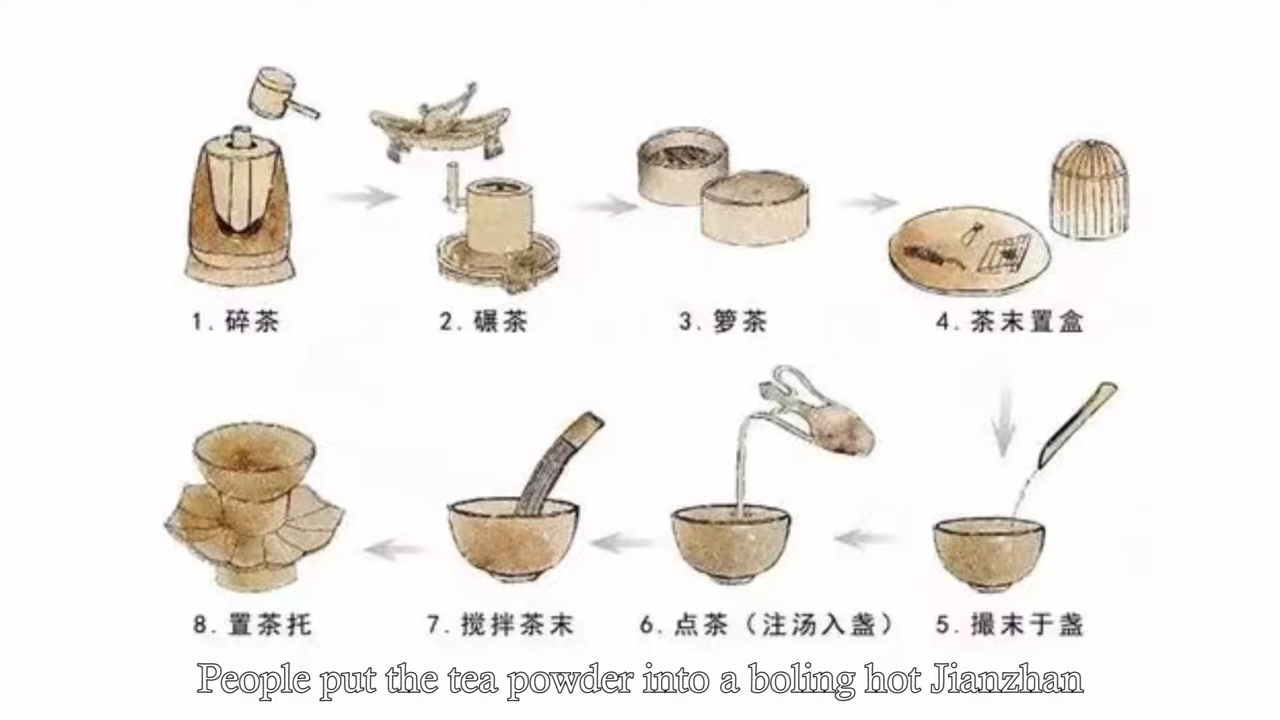 1.碎茶
2.碾茶
3.箩茶
4.茶末置盒
8.置茶托
7.搅拌茶末
6.点茶（注汤入盏）
5.撮末于盏
People put the tea powder into a boling hot Jianzhan